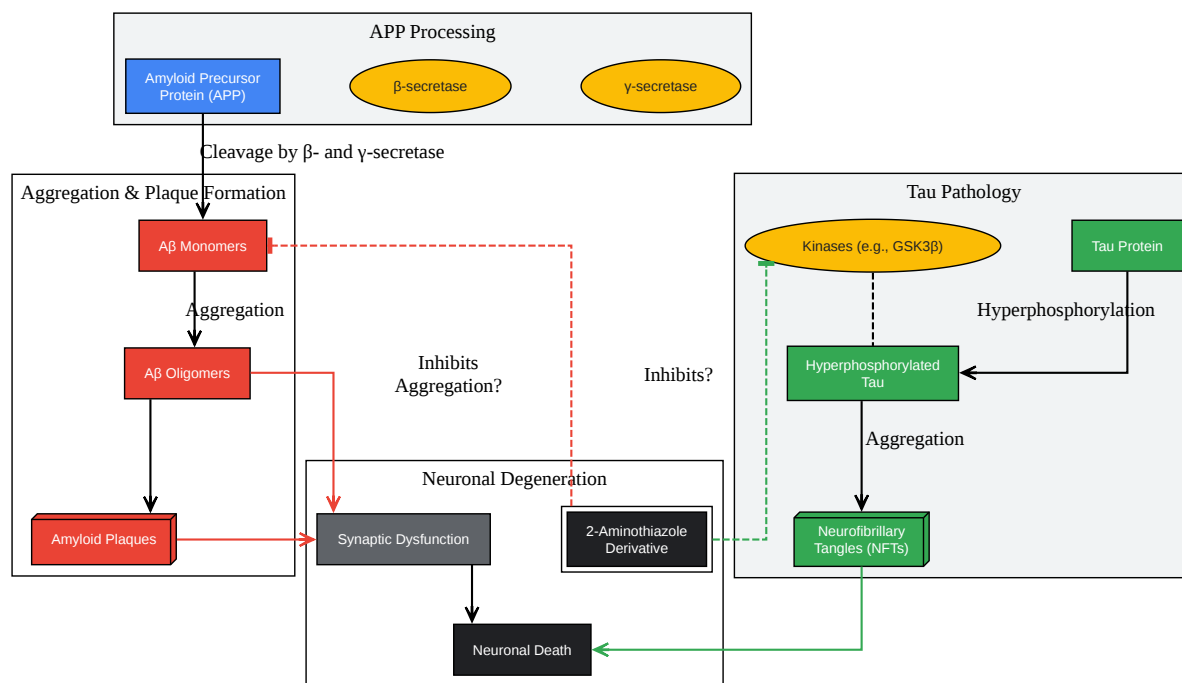 APP Processing
Amyloid Precursor
Protein (APP)
β-secretase
γ-secretase
Cleavage by β- and γ-secretase
Aggregation & Plaque Formation
Aβ Monomers
Aggregation
Aβ Oligomers
Amyloid Plaques
Inhibits
Aggregation?
Inhibits?
Tau Pathology
Kinases (e.g., GSK3β)
Tau Protein
Hyperphosphorylation
Hyperphosphorylated
Tau
Aggregation
Neurofibrillary
Tangles (NFTs)
Neuronal Degeneration
Synaptic Dysfunction
2-Aminothiazole
Derivative
Neuronal Death